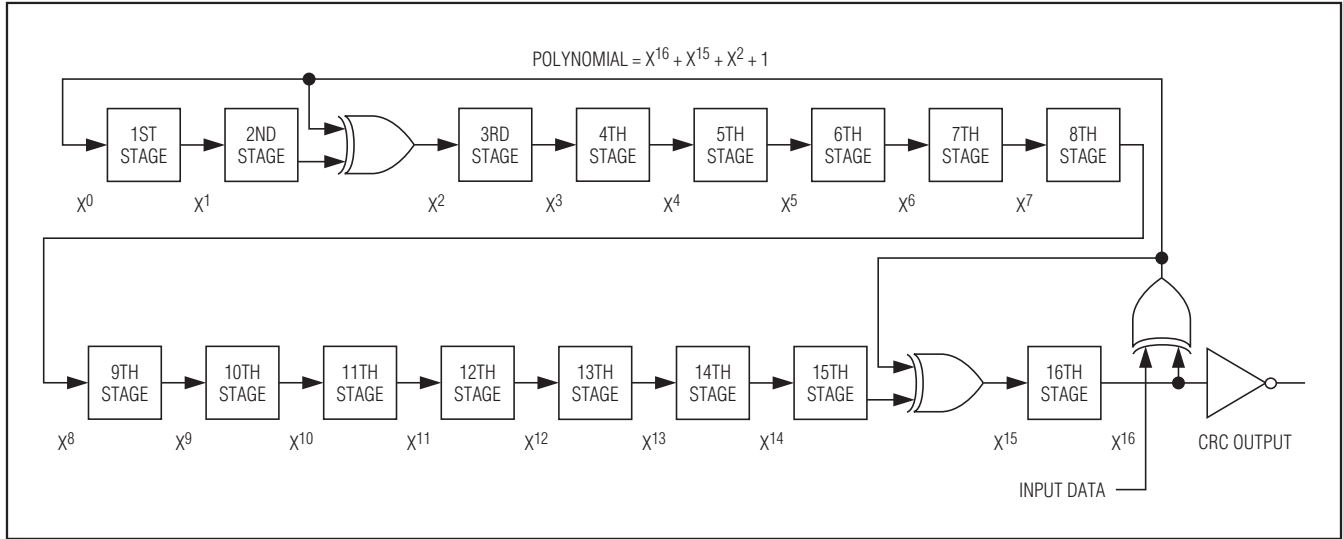 POLYNOMIAL = X¹⁶ + X¹⁵ + X² + 1
1ST STAGE
2ND STAGE
3RD STAGE
4TH STAGE
5TH STAGE
6TH STAGE
7TH STAGE
8TH STAGE
X⁰ X¹ X² X³ X⁴ X⁵ X⁶ X⁷
9TH STAGE
10TH STAGE
11TH STAGE
12TH STAGE
13TH STAGE
14TH STAGE
15TH STAGE
16TH STAGE
X⁸ X⁹ X¹⁰ X¹¹ X¹² X¹³ X¹⁴ X¹⁵ X¹⁶
CRC OUTPUT
INPUT DATA